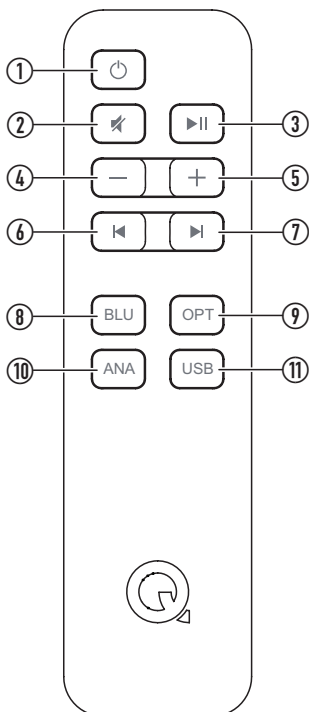 ①
② ③
④ − + ⑤
⑥ ⑦
⑧ BLU OPT ⑨
⑩ ANA USB ⑪